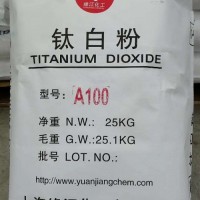 钛白粉
TITANIUM DIOXIDE
型号: A100
净重 N.W.: 25KG
毛重 G.W.:25.1KG
批号 LOT. NO.:
http://www.yuanjiangchem.com